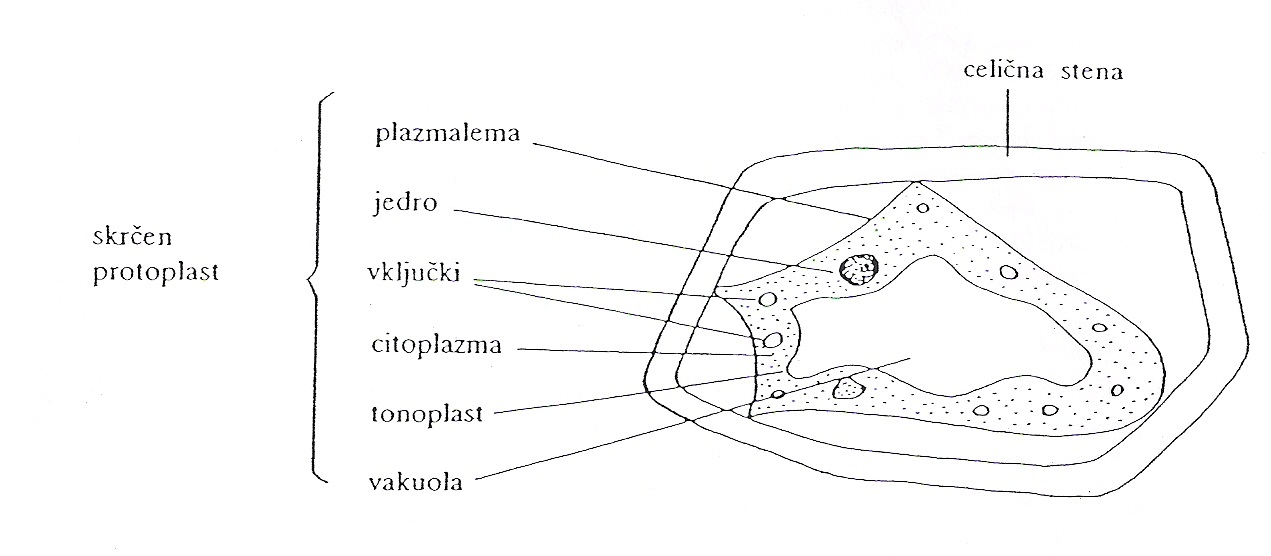 celična stena
plazmalema
jedro
skrčen
protoplast
vključki
citoplazma
tonoplast
vakuola